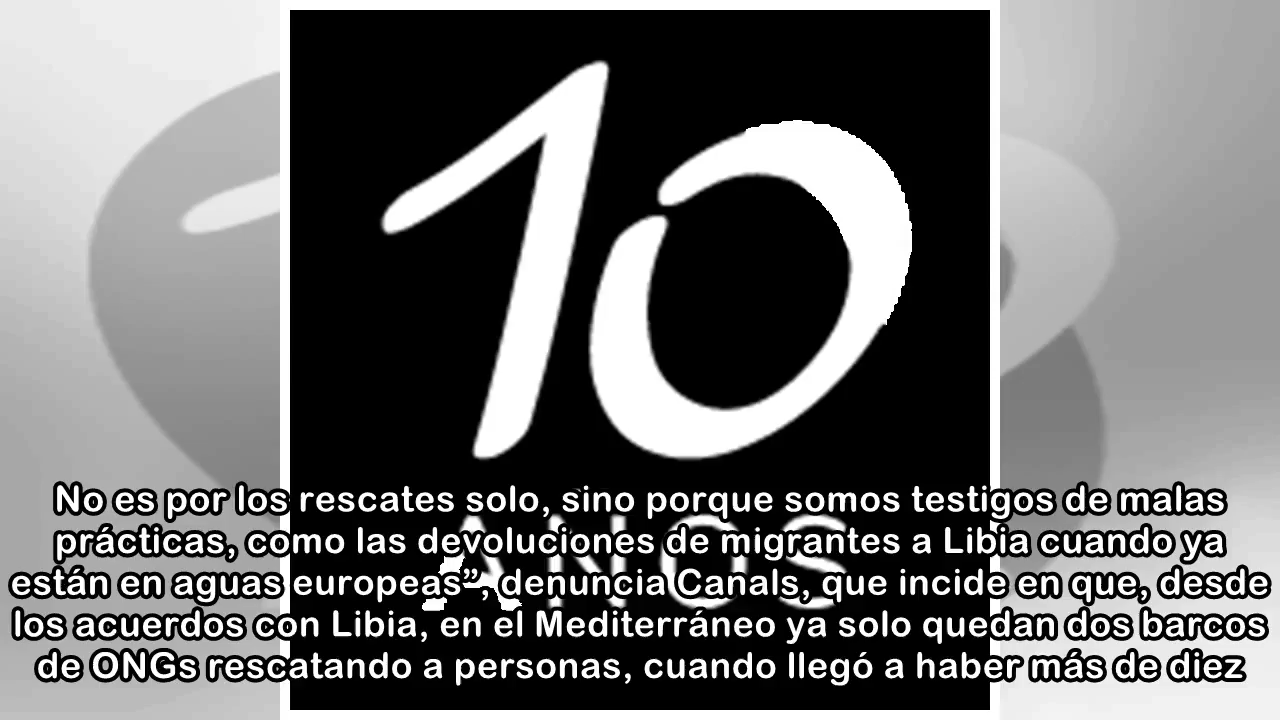 10
AÑOS
No es por los rescates solo, sino porque somos testigos de malas
prácticas, como las devoluciones de migrantes a Libia cuando ya
están en aguas europeas”, denuncia Canals, que incide en que, desde
los acuerdos con Libia, en el Mediterráneo ya solo quedan dos barcos
de ONGs rescatando a personas, cuando llegó a haber más de diez